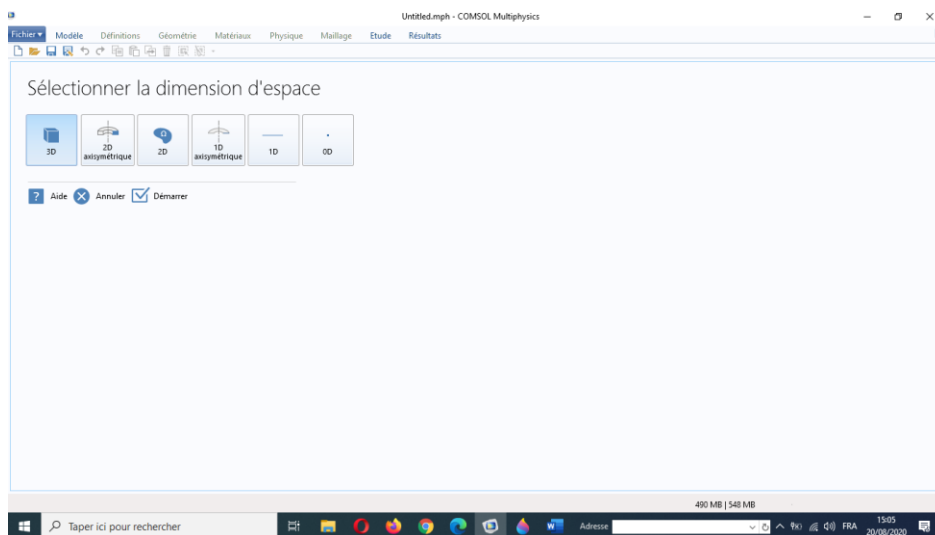 Untitled.mph - COMSOL Multiphysics
Fichier Modèle Définitions Géométrie Matériaux Physique Maillage Etude Résultats
Sélectionner la dimension d'espace
3D
2D axisymétrique
2D
1D axisymétrique
1D
0D
? Aide Annuler Démarrer
490 MB | 548 MB
Taper ici pour rechercher
Adresse
FRA
15:05
20/08/2020